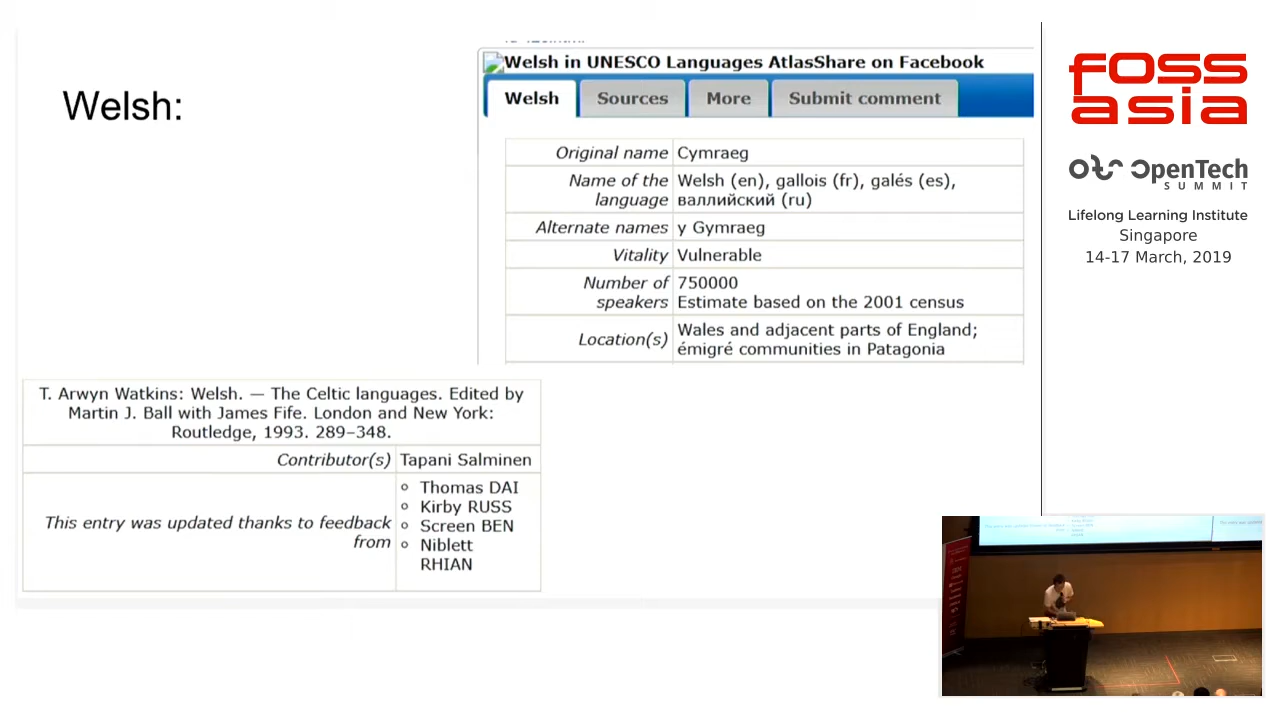 Welsh:
Welsh in UNESCO Languages AtlasShare on Facebook
Welsh
Sources
More
Submit comment
Original name Cymraeg
Name of the language Welsh (en), gallois (fr), galés (es),
валлийский (ru)
Alternate names y Gymraeg
Vitality Vulnerable
Number of speakers 750000
Estimate based on the 2001 census
Location(s) Wales and adjacent parts of England;
émigré communities in Patagonia
T. Arwyn Watkins: Welsh. — The Celtic languages. Edited by
Martin J. Ball with James Fife. London and New York:
Routledge, 1993. 289–348.
Contributor(s) Tapani Salminen
This entry was updated thanks to feedback
from
Thomas DAI
Kirby RUSS
Screen BEN
Niblett
RHIAN
foss
asia
OpenTech
SUMMIT
Lifelong Learning Institute
Singapore
14-17 March, 2019